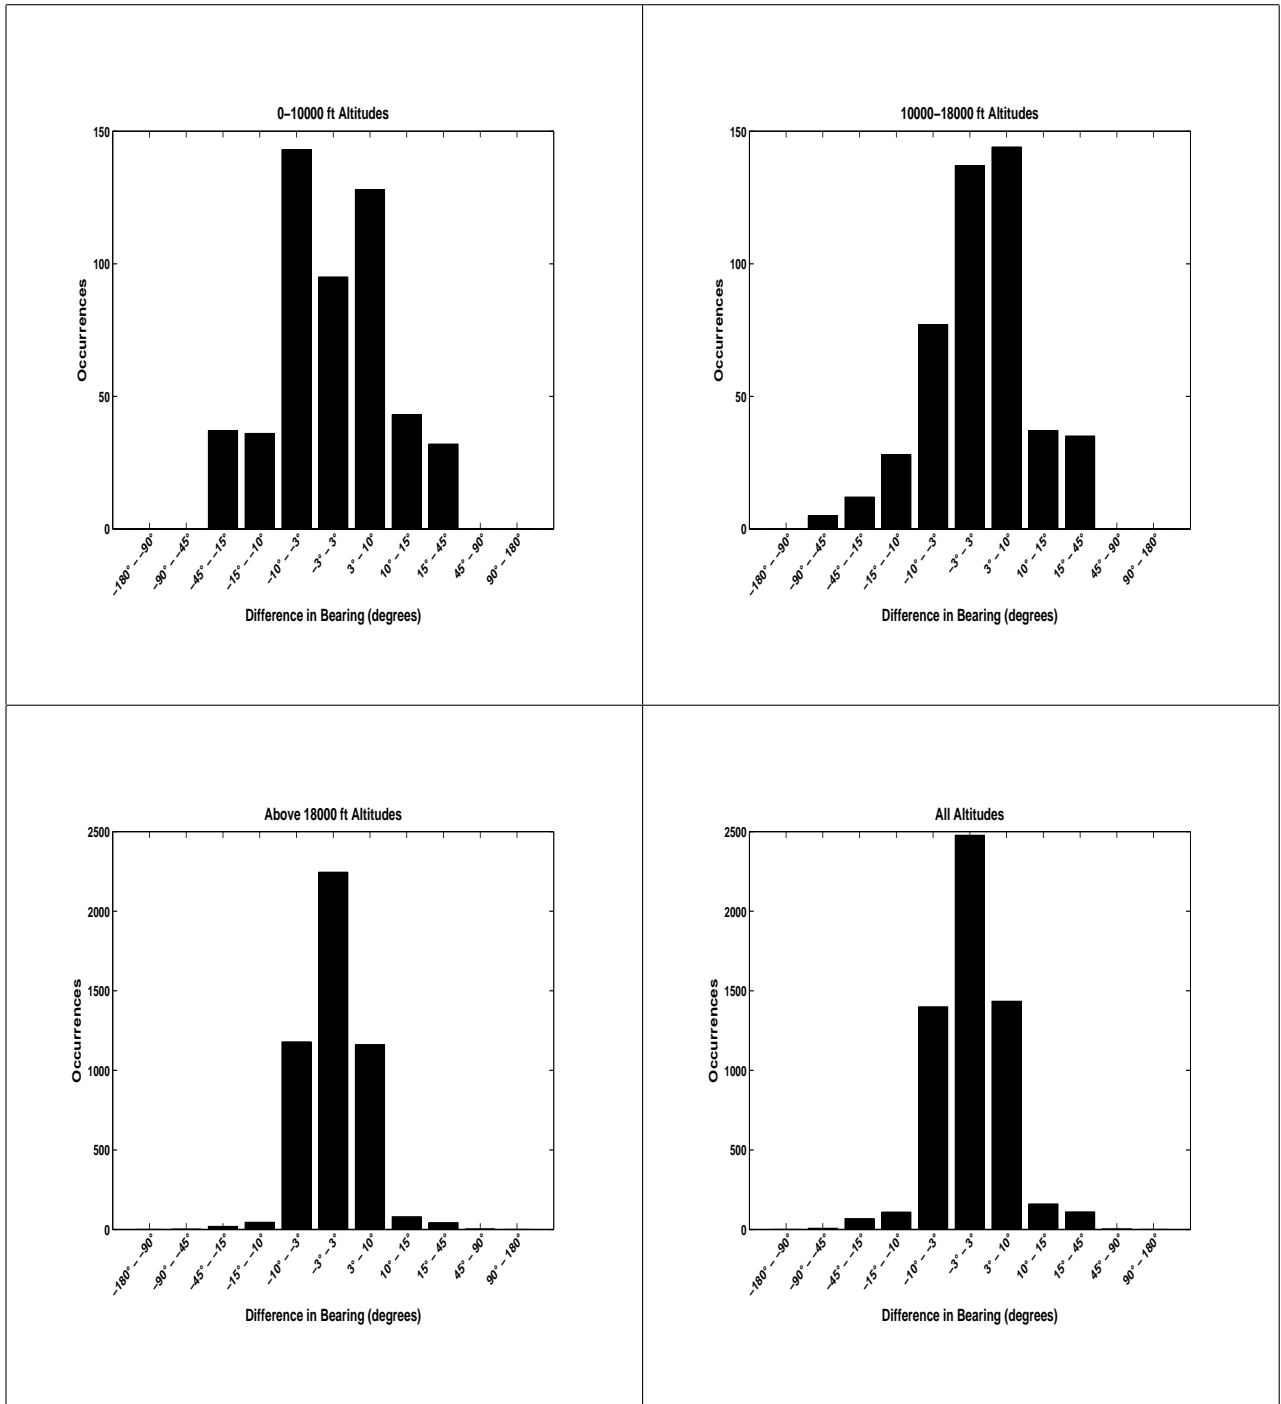 0–10000 ft Altitudes
150
100
50
0
Occurrences
–180° – –90°
–90° – –45°
–45° – –15°
–15° – –10°
–10° – –3°
–3° – 3°
3° – 10°
10° – 15°
15° – 45°
45° – 90°
90° – 180°
Difference in Bearing (degrees)
10000–18000 ft Altitudes
150
100
50
0
Occurrences
–180° – –90°
–90° – –45°
–45° – –15°
–15° – –10°
–10° – –3°
–3° – 3°
3° – 10°
10° – 15°
15° – 45°
45° – 90°
90° – 180°
Difference in Bearing (degrees)
Above 18000 ft Altitudes
2500
2000
1500
1000
500
0
Occurrences
–180° – –90°
–90° – –45°
–45° – –15°
–15° – –10°
–10° – –3°
–3° – 3°
3° – 10°
10° – 15°
15° – 45°
45° – 90°
90° – 180°
Difference in Bearing (degrees)
All Altitudes
2500
2000
1500
1000
500
0
Occurrences
–180° – –90°
–90° – –45°
–45° – –15°
–15° – –10°
–10° – –3°
–3° – 3°
3° – 10°
10° – 15°
15° – 45°
45° – 90°
90° – 180°
Difference in Bearing (degrees)